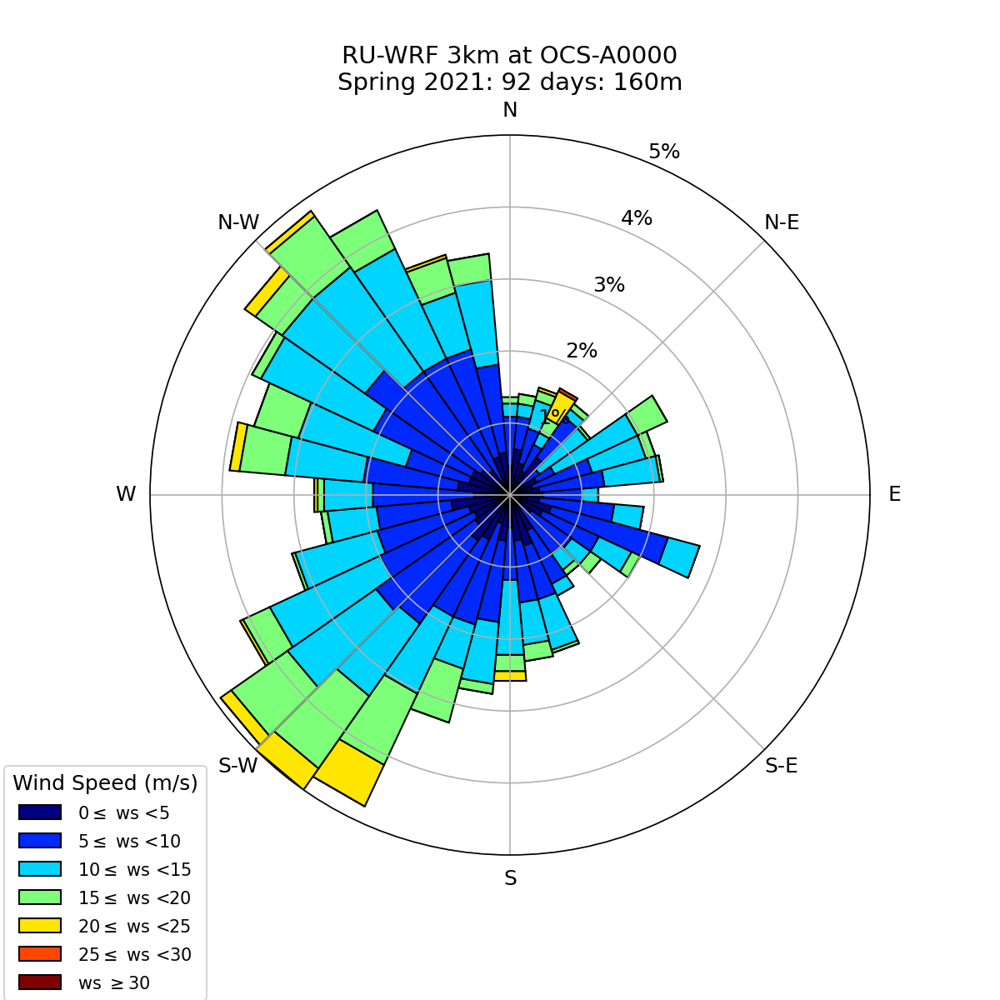 RU-WRF 3km at OCS-A0000
Spring 2021: 92 days: 160m
N
5%
4%
N-W
N-E
3%
2%
1%
W
E
S-W
S-E
S
Wind Speed (m/s)
0≤ ws <5
5≤ ws <10
10≤ ws <15
15≤ ws <20
20≤ ws <25
25≤ ws <30
ws ≥30